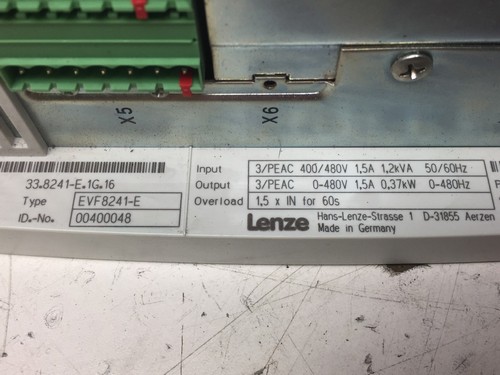 X5
X6
33.8241-E.1G.16
Type EVF8241-E
ID.-No. 00400048
Input 3/PEAC 400/480V 1,5A 1,2kVA 50/60Hz
Output 3/PEAC 0-480V 1,5A 0,37kW 0-480Hz
Overload 1,5 x IN for 60s
Lenze Hans-Lenze-Strasse 1 D-31855 Aerzen
Made in Germany